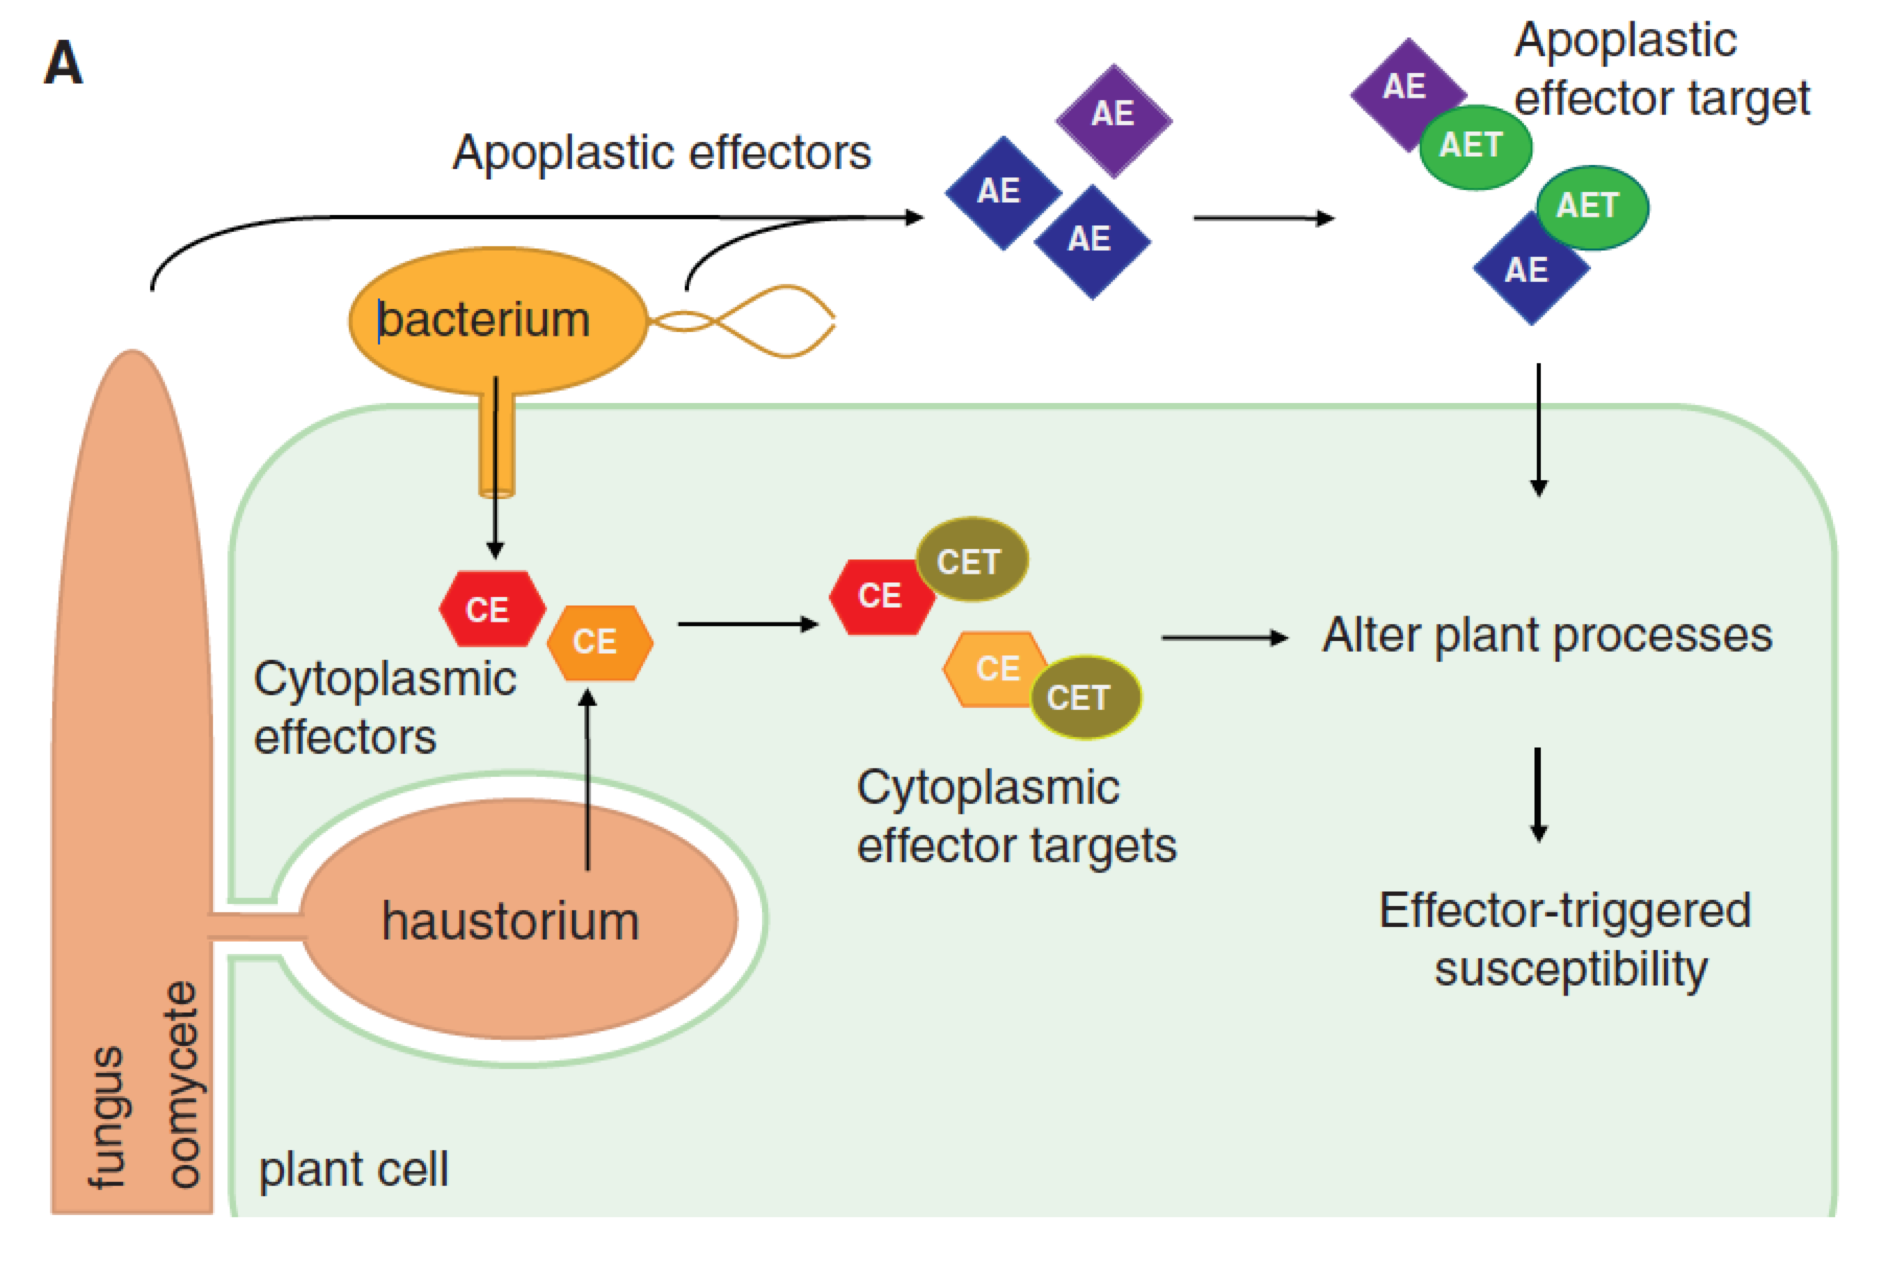 A
Apoplastic effectors
AE
AE
AE
AE
AET
Apoplastic
effector target
AET
AE
bacterium
CE
CE
Cytoplasmic
effectors
CE
CET
CE
CET
Cytoplasmic
effector targets
Alter plant processes
Effector-triggered
susceptibility
haustorium
fungus
oomycete
plant cell